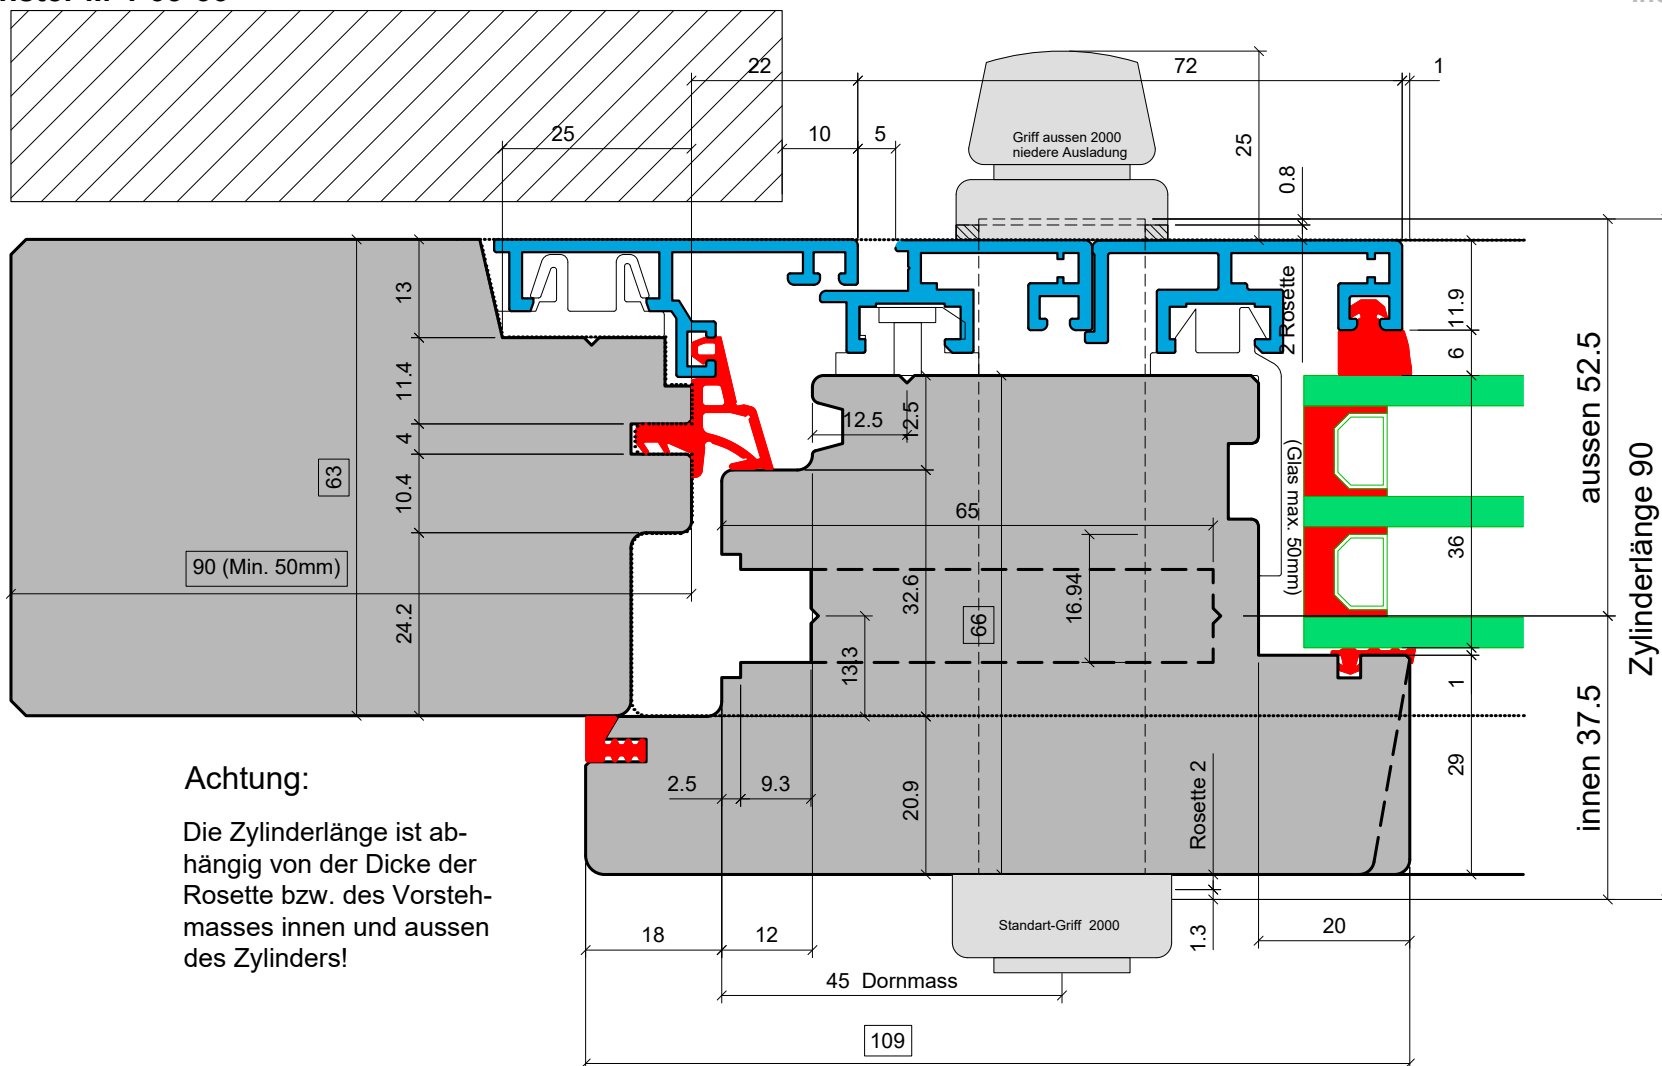 22
72
1
25
10
5
Griff aussen 2000
niedere Ausladung
25
0.8
2 Rosette
13
11.4
4
10.4
24.2
63
90 (Min. 50mm)
12.5
2.5
65
16.94
32.6
66
13.3
(Glas max. 50mm)
11.9
6
36
1
29
aussen 52.5
innen 37.5
Zylinderlänge 90
Achtung:
Die Zylinderlänge ist ab-
hängig von der Dicke der
Rosette bzw. des Vorsteh-
masses innen und aussen
des Zylinders!
2.5
9.3
20.9
Rosette 2
1.3
18
12
Standart-Griff 2000
20
45 Dornmass
109